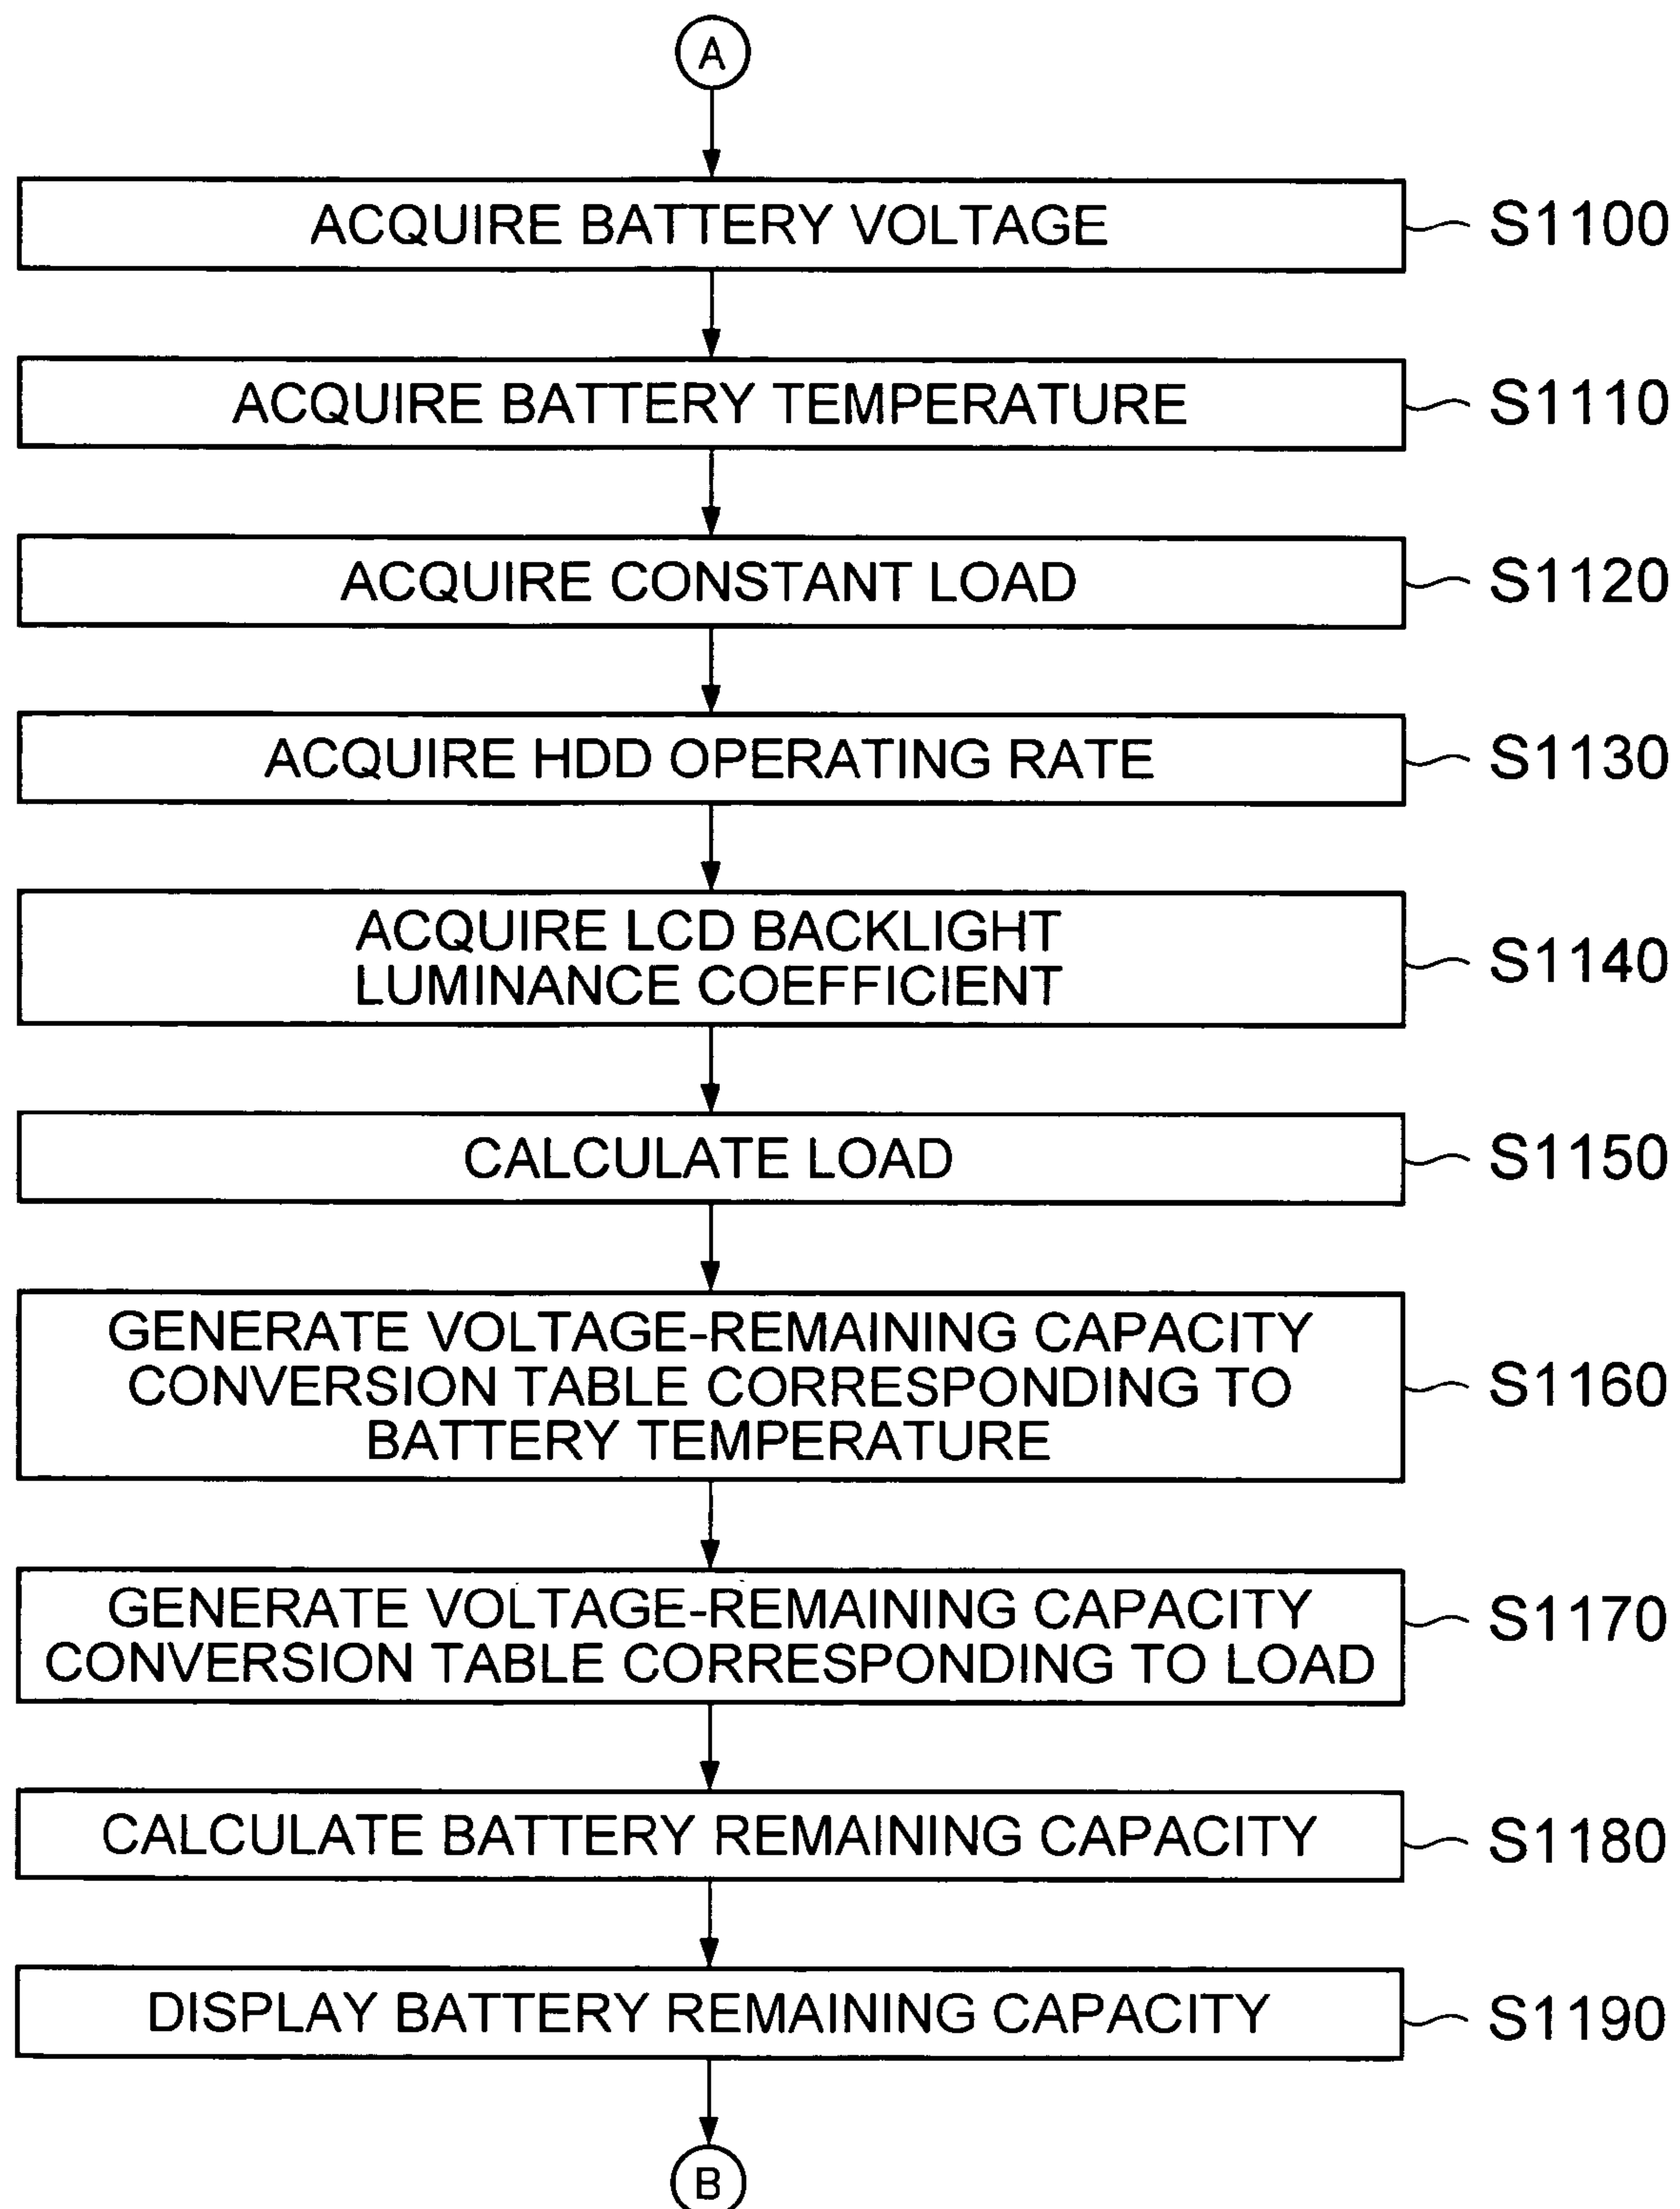 A
ACQUIRE BATTERY VOLTAGE
S1100
ACQUIRE BATTERY TEMPERATURE
S1110
ACQUIRE CONSTANT LOAD
S1120
ACQUIRE HDD OPERATING RATE
S1130
ACQUIRE LCD BACKLIGHT
LUMINANCE COEFFICIENT
S1140
CALCULATE LOAD
S1150
GENERATE VOLTAGE-REMAINING CAPACITY
CONVERSION TABLE CORRESPONDING TO
BATTERY TEMPERATURE
S1160
GENERATE VOLTAGE-REMAINING CAPACITY
CONVERSION TABLE CORRESPONDING TO LOAD
S1170
CALCULATE BATTERY REMAINING CAPACITY
S1180
DISPLAY BATTERY REMAINING CAPACITY
S1190
B